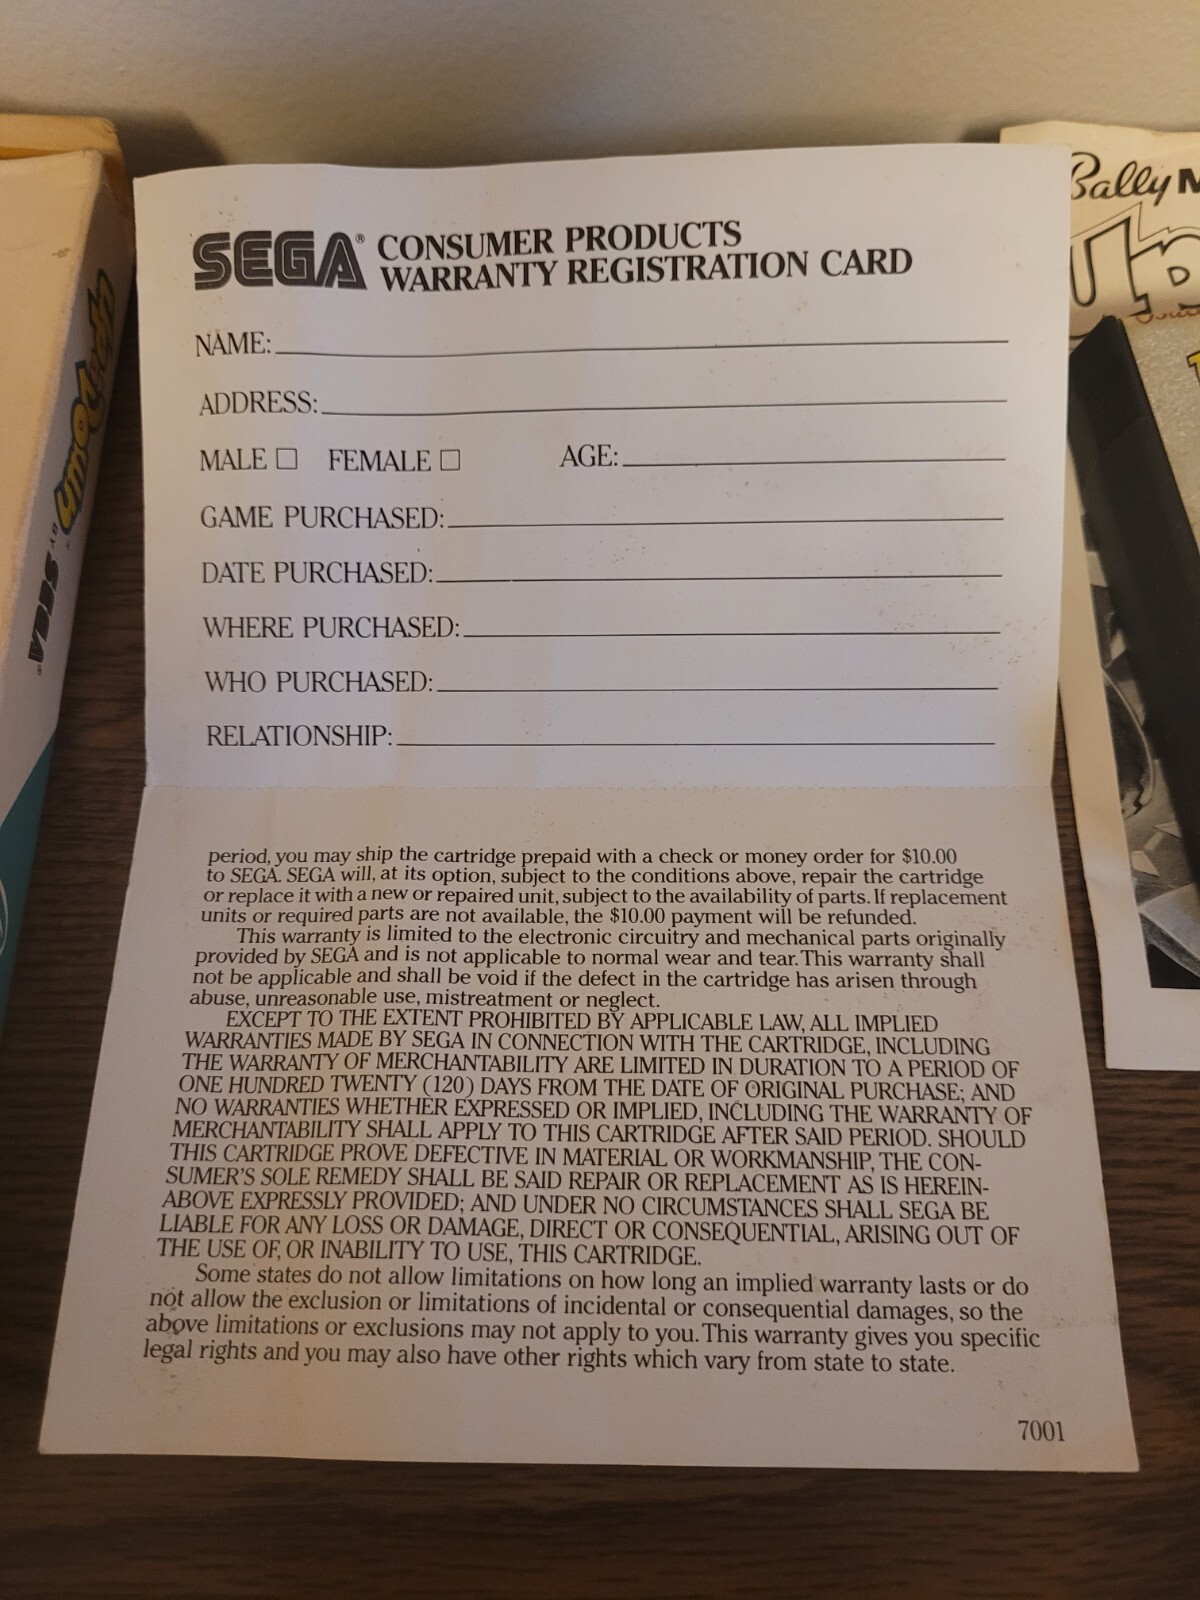 SEGA® CONSUMER PRODUCTS
WARRANTY REGISTRATION CARD
NAME:
ADDRESS:
MALE □ FEMALE □ AGE:
GAME PURCHASED:
DATE PURCHASED:
WHERE PURCHASED:
WHO PURCHASED:
RELATIONSHIP:
period, you may ship the cartridge prepaid with a check or money order for $10.00
to SEGA. SEGA will, at its option, subject to the conditions above, repair the cartridge
or replace it with a new or repaired unit, subject to the availability of parts. If replacement
units or required parts are not available, the $10.00 payment will be refunded.
This warranty is limited to the electronic circuitry and mechanical parts originally
provided by SEGA and is not applicable to normal wear and tear. This warranty shall
not be applicable and shall be void if the defect in the cartridge has arisen through
abuse, unreasonable use, mistreatment or neglect.
EXCEPT TO THE EXTENT PROHIBITED BY APPLICABLE LAW, ALL IMPLIED
WARRANTIES MADE BY SEGA IN CONNECTION WITH THE CARTRIDGE, INCLUDING
THE WARRANTY OF MERCHANTABILITY ARE LIMITED IN DURATION TO A PERIOD OF
ONE HUNDRED TWENTY (120) DAYS FROM THE DATE OF ORIGINAL PURCHASE; AND
NO WARRANTIES WHETHER EXPRESSED OR IMPLIED, INCLUDING THE WARRANTY OF
MERCHANTABILITY SHALL APPLY TO THIS CARTRIDGE AFTER SAID PERIOD. SHOULD
THIS CARTRIDGE PROVE DEFECTIVE IN MATERIAL OR WORKMANSHIP, THE CON-
SUMER'S SOLE REMEDY SHALL BE SAID REPAIR OR REPLACEMENT AS IS HEREIN-
ABOVE EXPRESSLY PROVIDED; AND UNDER NO CIRCUMSTANCES SHALL SEGA BE
LIABLE FOR ANY LOSS OR DAMAGE, DIRECT OR CONSEQUENTIAL, ARISING OUT OF
THE USE OF, OR INABILITY TO USE, THIS CARTRIDGE.
Some states do not allow limitations on how long an implied warranty lasts or do
not allow the exclusion or limitations of incidental or consequential damages, so the
above limitations or exclusions may not apply to you. This warranty gives you specific
legal rights and you may also have other rights which vary from state to state.
7001
Up'n Down™ BY SEGA®
Bally M
Up